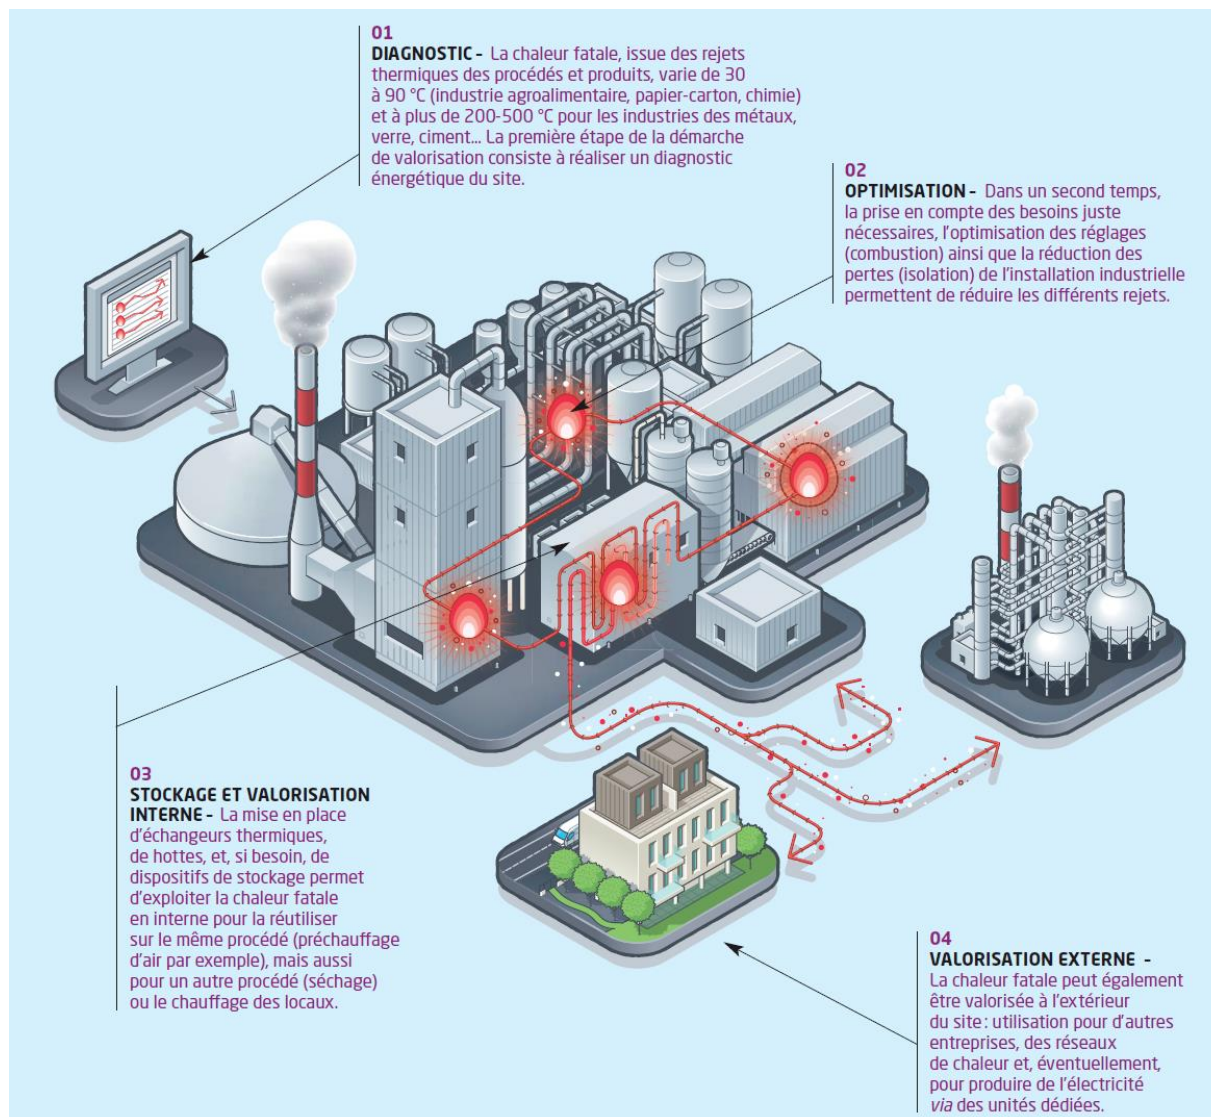 01
DIAGNOSTIC - La chaleur fatale, issue des rejets
thermiques des procédés et produits, varie de 30
à 90 °C (industrie agroalimentaire, papier-carton, chimie)
et à plus de 200-500 °C pour les industries des métaux,
verre, ciment... La première étape de la démarche
de valorisation consiste à réaliser un diagnostic
énergétique du site.
02
OPTIMISATION - Dans un second temps,
la prise en compte des besoins juste
nécessaires, l'optimisation des réglages
(combustion) ainsi que la réduction des
pertes (isolation) de l'installation industrielle
permettent de réduire les différents rejets.
03
STOCKAGE ET VALORISATION
INTERNE - La mise en place
d'échangeurs thermiques,
de hottes, et, si besoin, de
dispositifs de stockage permet
d'exploiter la chaleur fatale
en interne pour la réutiliser
sur le même procédé (préchauffage
d'air par exemple), mais aussi
pour un autre procédé (séchage)
ou le chauffage des locaux.
04
VALORISATION EXTERNE -
La chaleur fatale peut également
être valorisée à l'extérieur
du site : utilisation pour d'autres
entreprises, des réseaux
de chaleur et, éventuellement,
pour produire de l'électricité
via des unités dédiées.